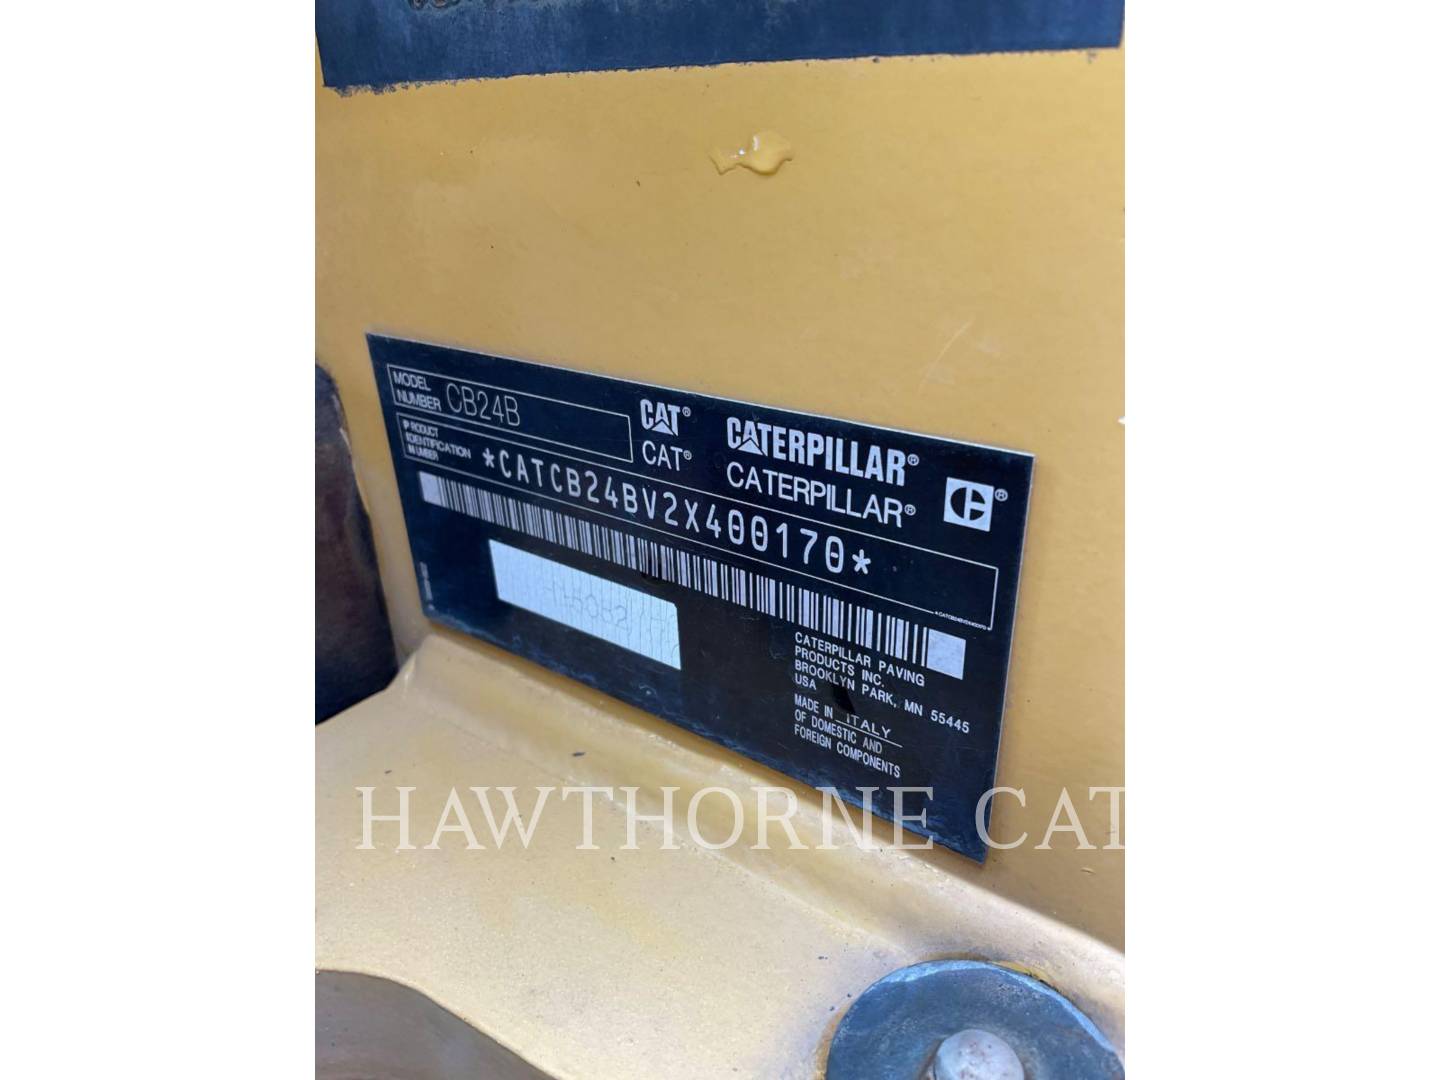 MODEL
NUMBER
CB24B
PRODUCT
IDENTIFICATION
NUMBER
*CATCB24BV2X400170*
CAT®
CAT®
CATERPILLAR®
CATERPILLAR®
*CATCB24BV2X400170*
CATERPILLAR PAVING
PRODUCTS INC.
BROOKLYN PARK, MN 55445
USA
MADE IN ITALY
OF DOMESTIC AND
FOREIGN COMPONENTS
HAWTHORNE CAT